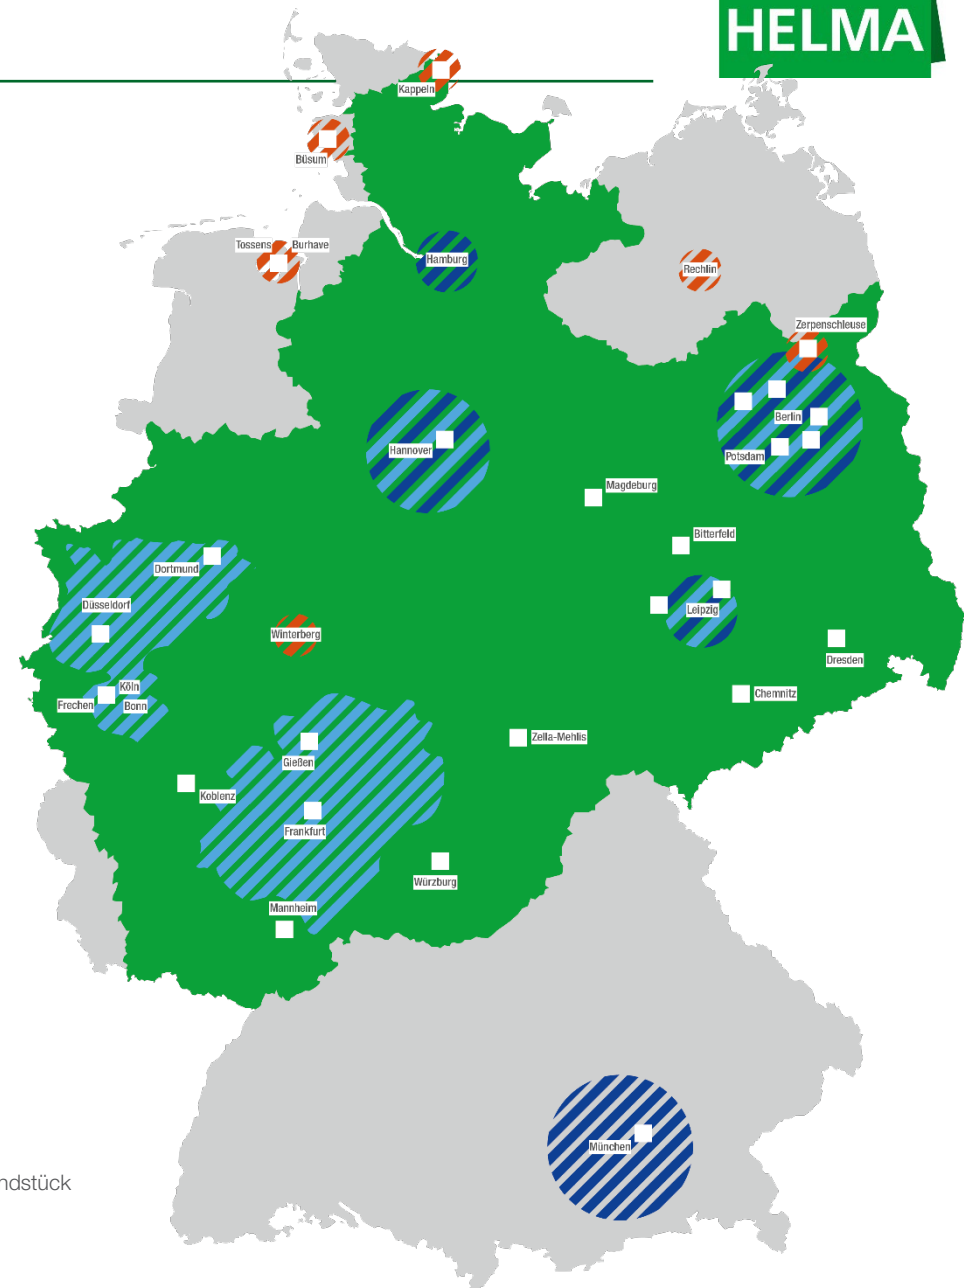 HELMA
Kappeln
Büsum
Tossens
Burhave
Hamburg
Rechlin
Zerpenschleuse
Berlin
Hannover
Potsdam
Magdeburg
Bitterfeld
Dortmund
Düsseldorf
Leipzig
Winterberg
Dresden
Köln
Chemnitz
Frechen
Bonn
Zella-Mehlis
Gießen
Koblenz
Frankfurt
Würzburg
Mannheim
München
ndstück